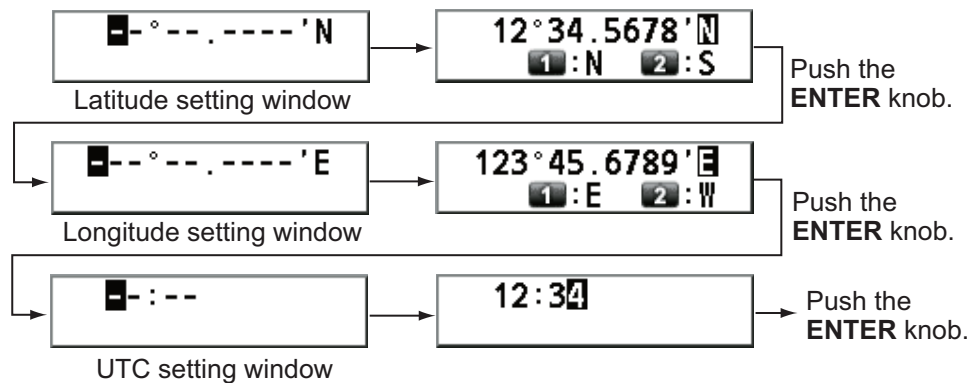 --°--.----'N
12°34.5678'N
1:N 2:S
Latitude setting window
Push the
ENTER knob.
---°--.----'E
123°45.6789'E
1:E 2:W
Longitude setting window
Push the
ENTER knob.
--:--
12:34
UTC setting window
Push the
ENTER knob.